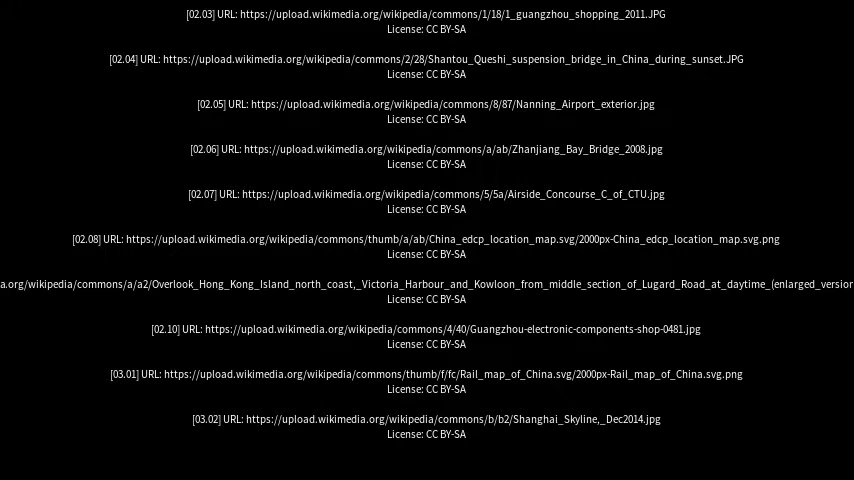 [02.03] URL: https://upload.wikimedia.org/wikipedia/commons/1/18/1_guangzhou_shopping_2011.JPG
License: CC BY-SA
[02.04] URL: https://upload.wikimedia.org/wikipedia/commons/2/28/Shantou_Queshi_suspension_bridge_in_China_during_sunset.JPG
License: CC BY-SA
[02.05] URL: https://upload.wikimedia.org/wikipedia/commons/8/87/Nanning_Airport_exterior.jpg
License: CC BY-SA
[02.06] URL: https://upload.wikimedia.org/wikipedia/commons/a/ab/Zhanjiang_Bay_Bridge_2008.jpg
License: CC BY-SA
[02.07] URL: https://upload.wikimedia.org/wikipedia/commons/5/5a/Airside_Concourse_C_of_CTU.jpg
License: CC BY-SA
[02.08] URL: https://upload.wikimedia.org/wikipedia/commons/thumb/a/ab/China_edcp_location_map.svg/2000px-China_edcp_location_map.svg.png
License: CC BY-SA
a.org/wikipedia/commons/a/a2/Overlook_Hong_Kong_Island_north_coast,_Victoria_Harbour_and_Kowloon_from_middle_section_of_Lugard_Road_at_daytime_(enlarged_version
License: CC BY-SA
[02.10] URL: https://upload.wikimedia.org/wikipedia/commons/4/40/Guangzhou-electronic-components-shop-0481.jpg
License: CC BY-SA
[03.01] URL: https://upload.wikimedia.org/wikipedia/commons/thumb/f/fc/Rail_map_of_China.svg/2000px-Rail_map_of_China.svg.png
License: CC BY-SA
[03.02] URL: https://upload.wikimedia.org/wikipedia/commons/b/b2/Shanghai_Skyline,_Dec2014.jpg
License: CC BY-SA